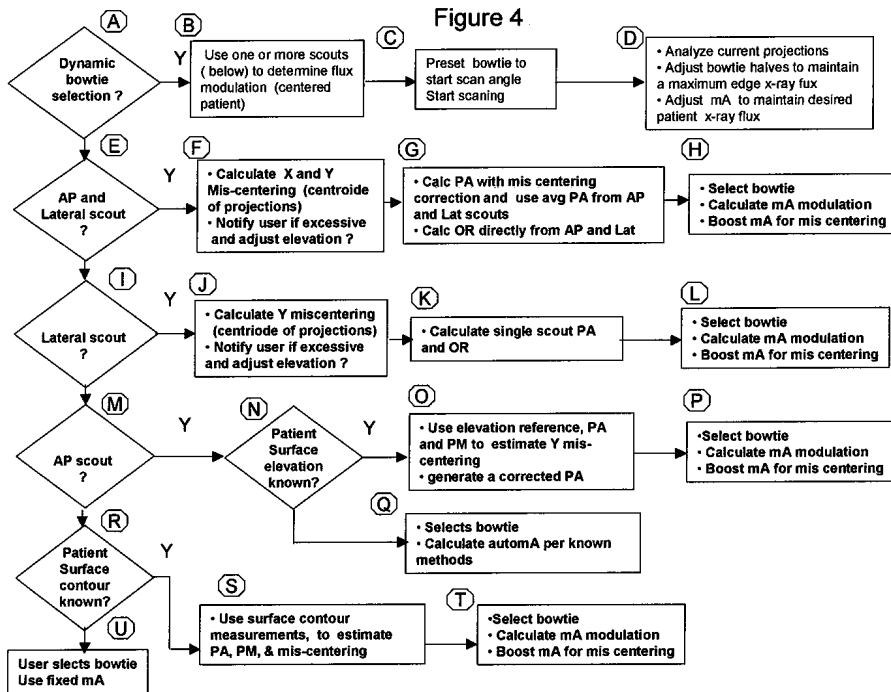 Figure 4
A
Dynamic
bowtie
selection ?
Y
B
Use one or more scouts
( below) to determine flux
modulation (centered
patient)
C
Preset bowtie to
start scan angle
Start scaning
D
• Analyze current projections
• Adjust bowtie halves to maintain
a maximum edge x-ray fux
• Adjust mA to maintain desired
patient x-ray flux
E
AP and
Lateral scout
?
Y
F
• Calculate X and Y
Mis-centering (centroide
of projections)
• Notify user if excessive
and adjust elevation ?
G
• Calc PA with mis centering
correction and use avg PA from AP
and Lat scouts
• Calc OR directly from AP and Lat
H
• Select bowtie
• Calculate mA modulation
• Boost mA for mis centering
I
Lateral scout
?
Y
J
• Calculate Y miscentering
(centriode of projections)
• Notify user if excessive
and adjust elevation ?
K
• Calculate single scout PA
and OR
L
• Select bowtie
• Calculate mA modulation
• Boost mA for mis centering
M
AP scout
?
Y
N
Patient
Surface
elevation
known?
Y
O
• Use elevation reference, PA
and PM to estimate Y mis-
centering
• generate a corrected PA
P
•Select bowtie
• Calculate mA modulation
• Boost mA for mis centering
Q
• Selects bowtie
• Calculate automA per known
methods
R
Patient
Surface
contour
known?
Y
S
• Use surface contour
measurements, to estimate
PA, PM, & mis-centering
T
•Select bowtie
• Calculate mA modulation
• Boost mA for mis centering
U
User slects bowtie
Use fixed mA